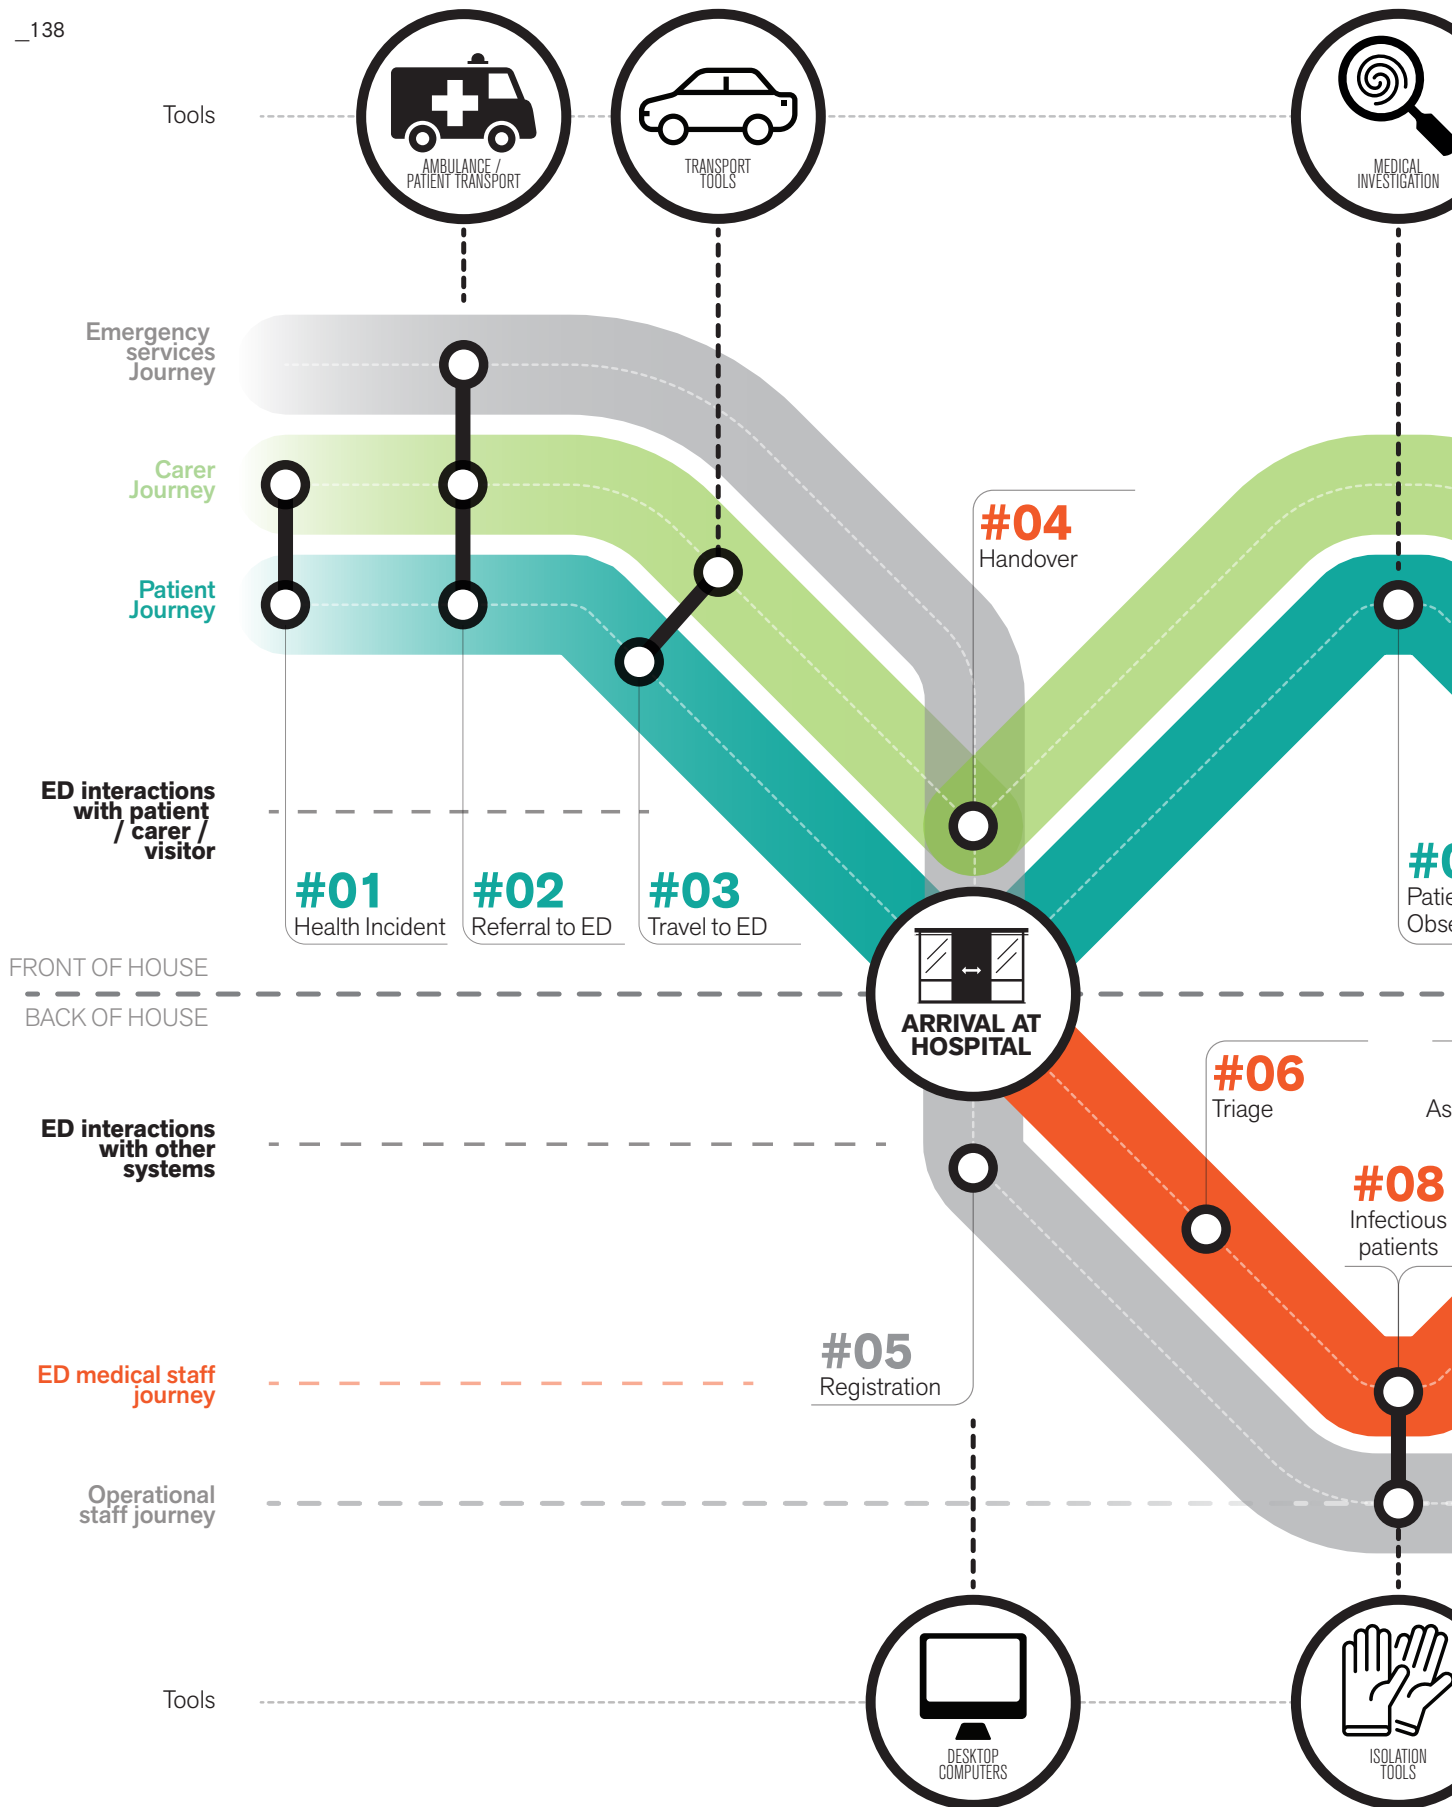 _138
Tools
AMBULANCE /
PATIENT TRANSPORT
TRANSPORT
TOOLS
MEDICAL
INVESTIGATION
Emergency
services
Journey
Carer
Journey
Patient
Journey
#04
Handover
ED interactions
with patient
/ carer /
visitor
#01
Health Incident
#02
Referral to ED
#03
Travel to ED
FRONT OF HOUSE
BACK OF HOUSE
ARRIVAL AT
HOSPITAL
#06
Triage
ED interactions
with other
systems
#08
Infectious
patients
#05
Registration
ED medical staff
journey
Operational
staff journey
Tools
DESKTOP
COMPUTERS
ISOLATION
TOOLS